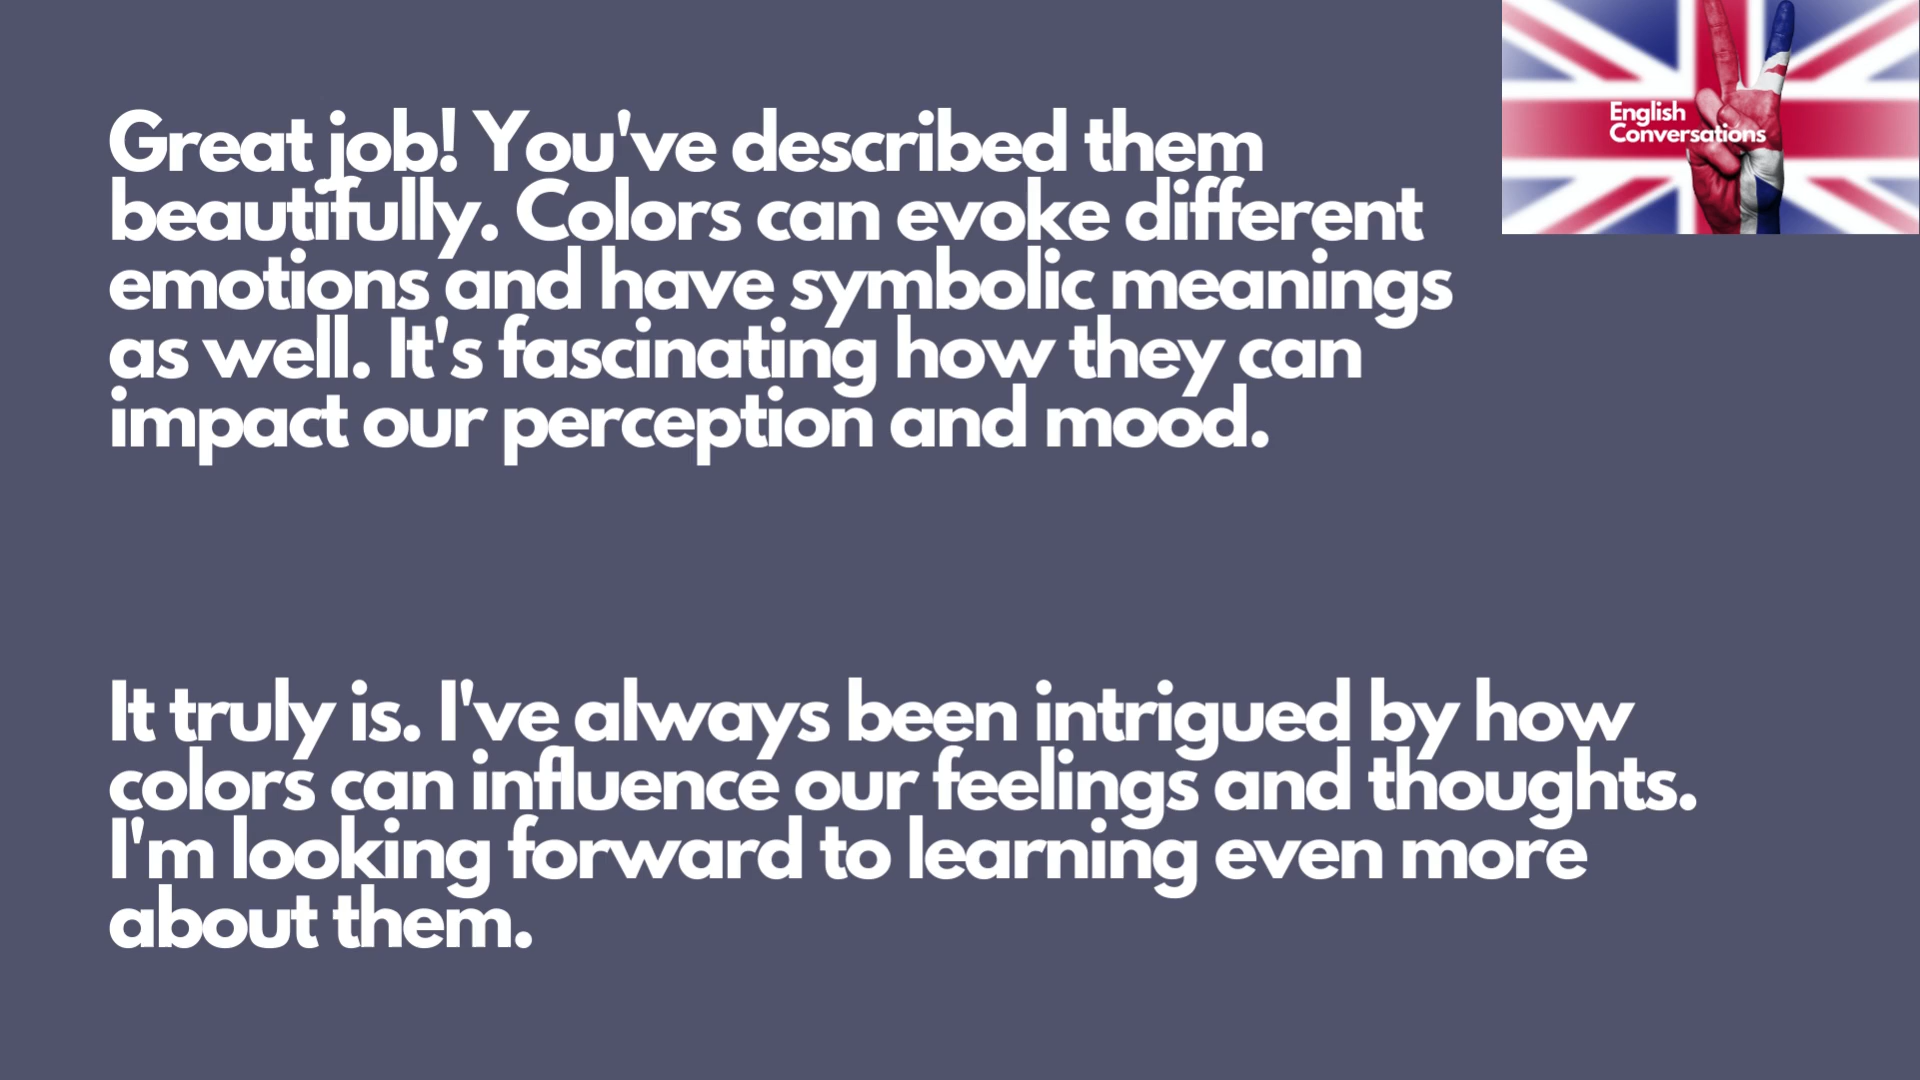 English
Conversations
Great job! You've described them
beautifully. Colors can evoke different
emotions and have symbolic meanings
as well. It's fascinating how they can
impact our perception and mood.
It truly is. I've always been intrigued by how
colors can influence our feelings and thoughts.
I'm looking forward to learning even more
about them.